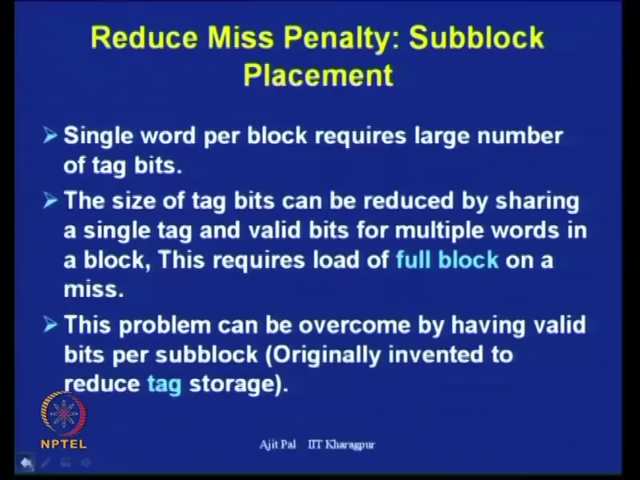 Reduce Miss Penalty: Subblock
Placement
Single word per block requires large number
of tag bits.
The size of tag bits can be reduced by sharing
a single tag and valid bits for multiple words in
a block, This requires load of full block on a
miss.
This problem can be overcome by having valid
bits per subblock (Originally invented to
reduce tag storage).
NPTEL
Ajit Pal IIT Kharagpur